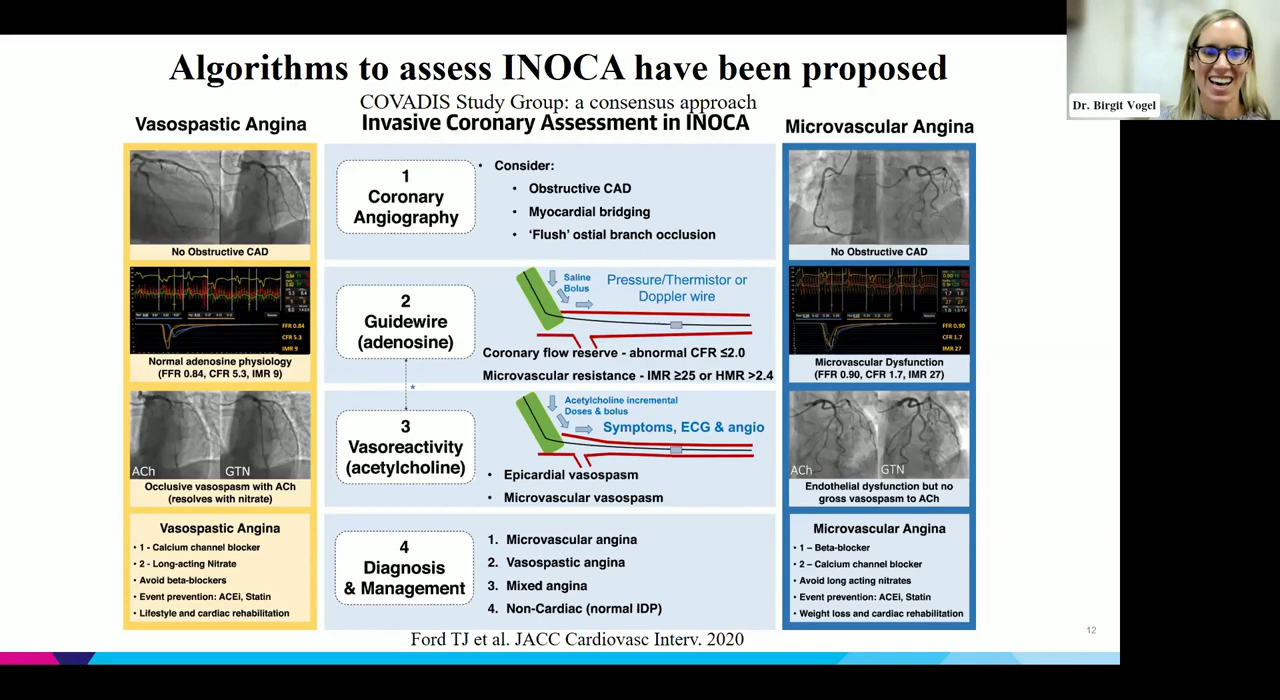 Algorithms to assess INOCA have been proposed
COVADIS Study Group: a consensus approach
Dr. Birgit Vogel
Vasospastic Angina
No Obstructive CAD
FFR 0.84
CFR 5.3
IMR 9
Normal adenosine physiology
(FFR 0.84, CFR 5.3, IMR 9)
ACh
GTN
Occlusive vasospasm with ACh
(resolves with nitrate)
Vasospastic Angina
• 1 - Calcium channel blocker
• 2 - Long-acting Nitrate
• Avoid beta-blockers
• Event prevention: ACEi, Statin
• Lifestyle and cardiac rehabilitation
Invasive Coronary Assessment in INOCA
1
Coronary
Angiography
• Consider:
• Obstructive CAD
• Myocardial bridging
• ‘Flush’ ostial branch occlusion
2
Guidewire
(adenosine)
Saline
Bolus
Pressure/Thermistor or
Doppler wire
Coronary flow reserve - abnormal CFR ≤2.0
Microvascular resistance - IMR ≥25 or HMR >2.4
*
3
Vasoreactivity
(acetylcholine)
Acetylcholine incremental
Doses & bolus
Symptoms, ECG & angio
• Epicardial vasospasm
• Microvascular vasospasm
4
Diagnosis
& Management
1. Microvascular angina
2. Vasospastic angina
3. Mixed angina
4. Non-Cardiac (normal IDP)
Microvascular Angina
No Obstructive CAD
FFR 0.90
CFR 1.7
IMR 27
Microvascular Dysfunction
(FFR 0.90, CFR 1.7, IMR 27)
ACh
GTN
Endothelial dysfunction but no
gross vasospasm to ACh
Microvascular Angina
• 1 – Beta-blocker
• 2 – Calcium channel blocker
• Avoid long acting nitrates
• Event prevention: ACEi, Statin
• Weight loss and cardiac rehabilitation
Ford TJ et al. JACC Cardiovasc Interv. 2020
12